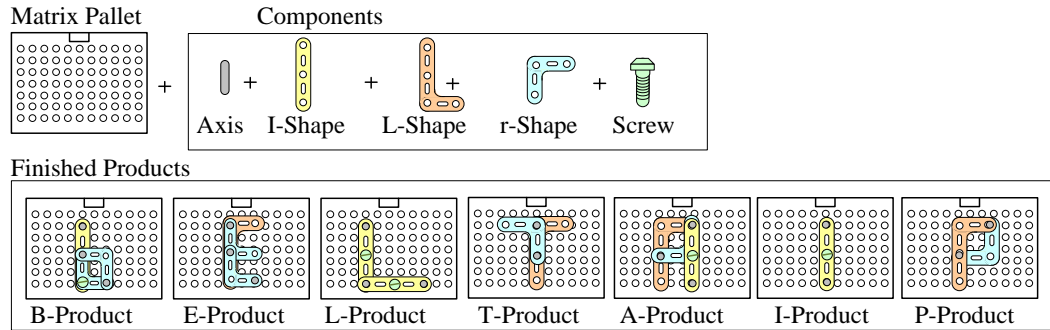 Matrix Pallet
Components
+ + + + +
Axis I-Shape L-Shape r-Shape Screw
Finished Products
B-Product E-Product L-Product T-Product A-Product I-Product P-Product